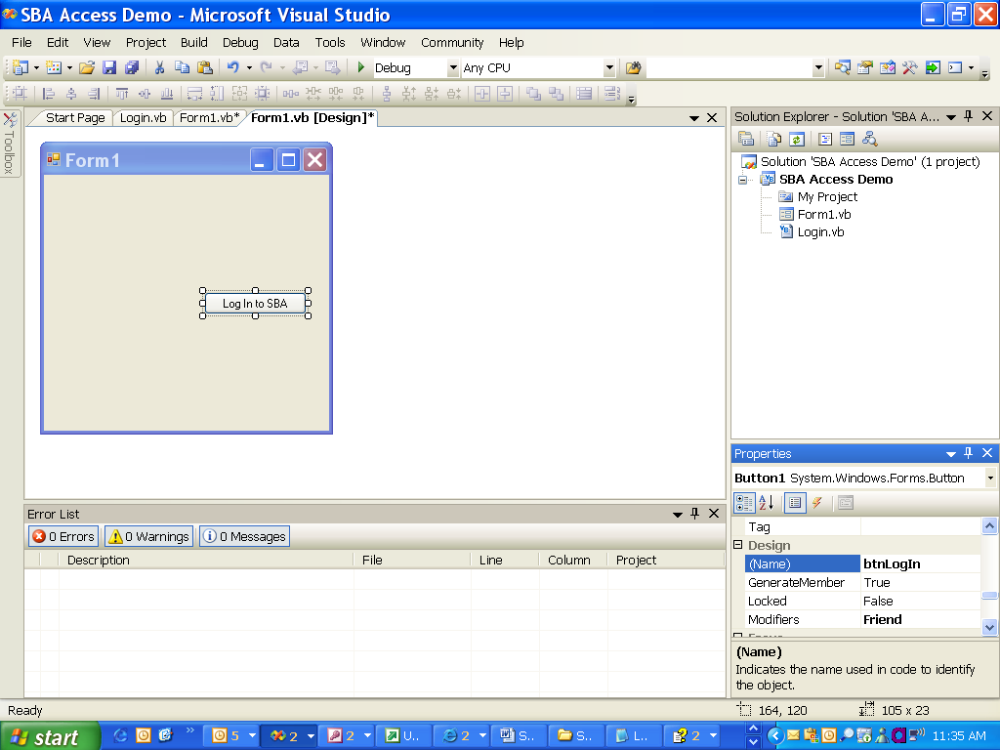 SBA Access Demo - Microsoft Visual Studio
File Edit View Project Build Debug Data Tools Window Community Help
Debug Any CPU
Toolbox
Start Page Login.vb Form1.vb* Form1.vb [Design]*
Form1
Log In to SBA
Solution Explorer - Solution 'SBA A...
Solution 'SBA Access Demo' (1 project)
SBA Access Demo
My Project
Form1.vb
Login.vb
Properties
Button1 System.Windows.Forms.Button
Tag
Design
(Name) btnLogIn
GenerateMember True
Locked False
Modifiers Friend
(Name)
Indicates the name used in code to identify
the object.
Error List
0 Errors 0 Warnings 0 Messages
Description File Line Column Project
Ready 164, 120 105 x 23
start 5 2 2 U... 2 S... S... L... 2 11:35 AM